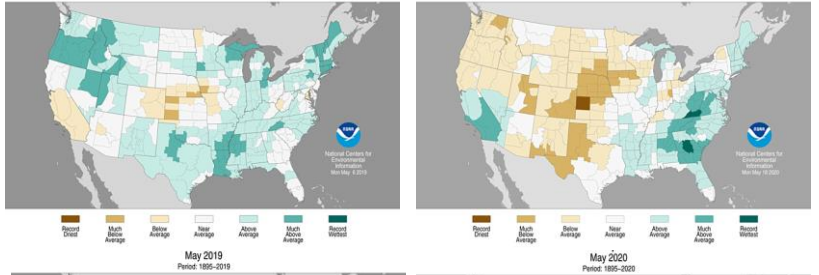 NOAA
National Centers for
Environmental
Information
NOAA
National Centers for
Environmental
Information
Record
Driest
Much
Below
Average
Below
Average
Near
Average
Above
Average
Much
Above
Average
Record
Wettest
May 2019
Period: 1895-2019
Record
Driest
Much
Below
Average
Below
Average
Near
Average
Above
Average
Much
Above
Average
Record
Wettest
May 2020
Period: 1895-2020